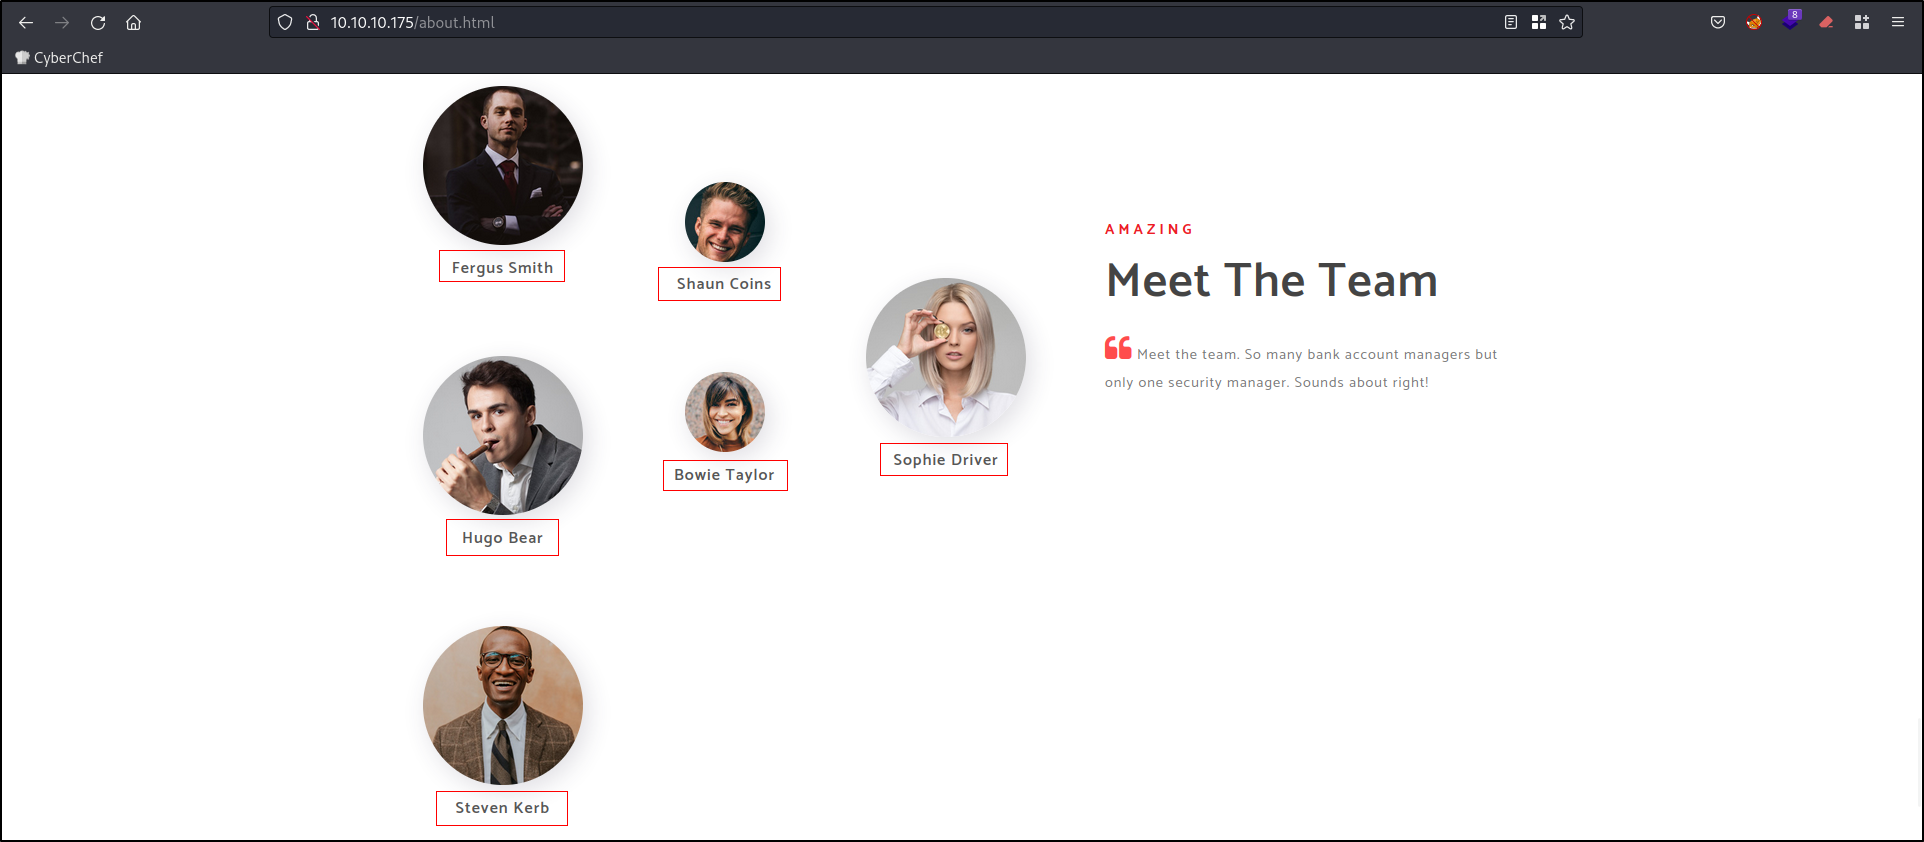 10.10.10.175/about.html
8
CyberChef
Fergus Smith
Shaun Coins
Hugo Bear
Bowie Taylor
Sophie Driver
Steven Kerb
AMAZING
Meet The Team
Meet the team. So many bank account managers but
only one security manager. Sounds about right!